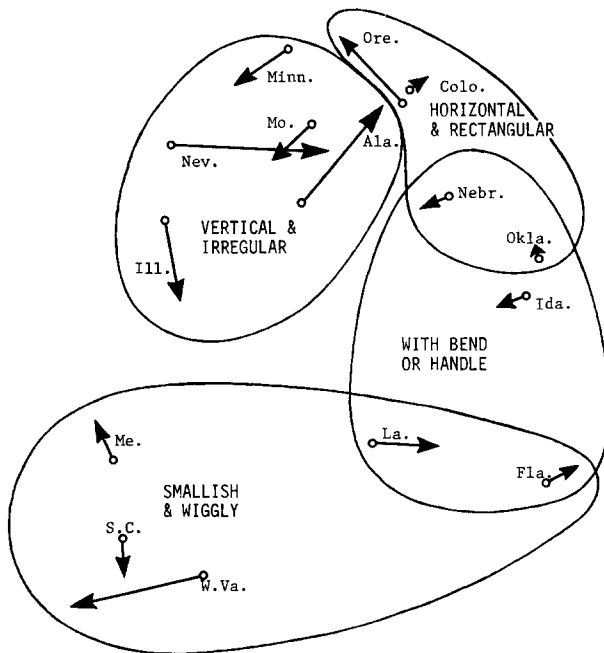 Ore.
Minn.
Colo.
HORIZONTAL
& RECTANGULAR
Mo.
Ala.
Nev.
Nebr.
VERTICAL &
IRREGULAR
Okla.
Ill.
Ida.
WITH BEND
OR HANDLE
Me.
La.
Fla.
SMALLISH
& WIGGLY
S.C.
W.Va.